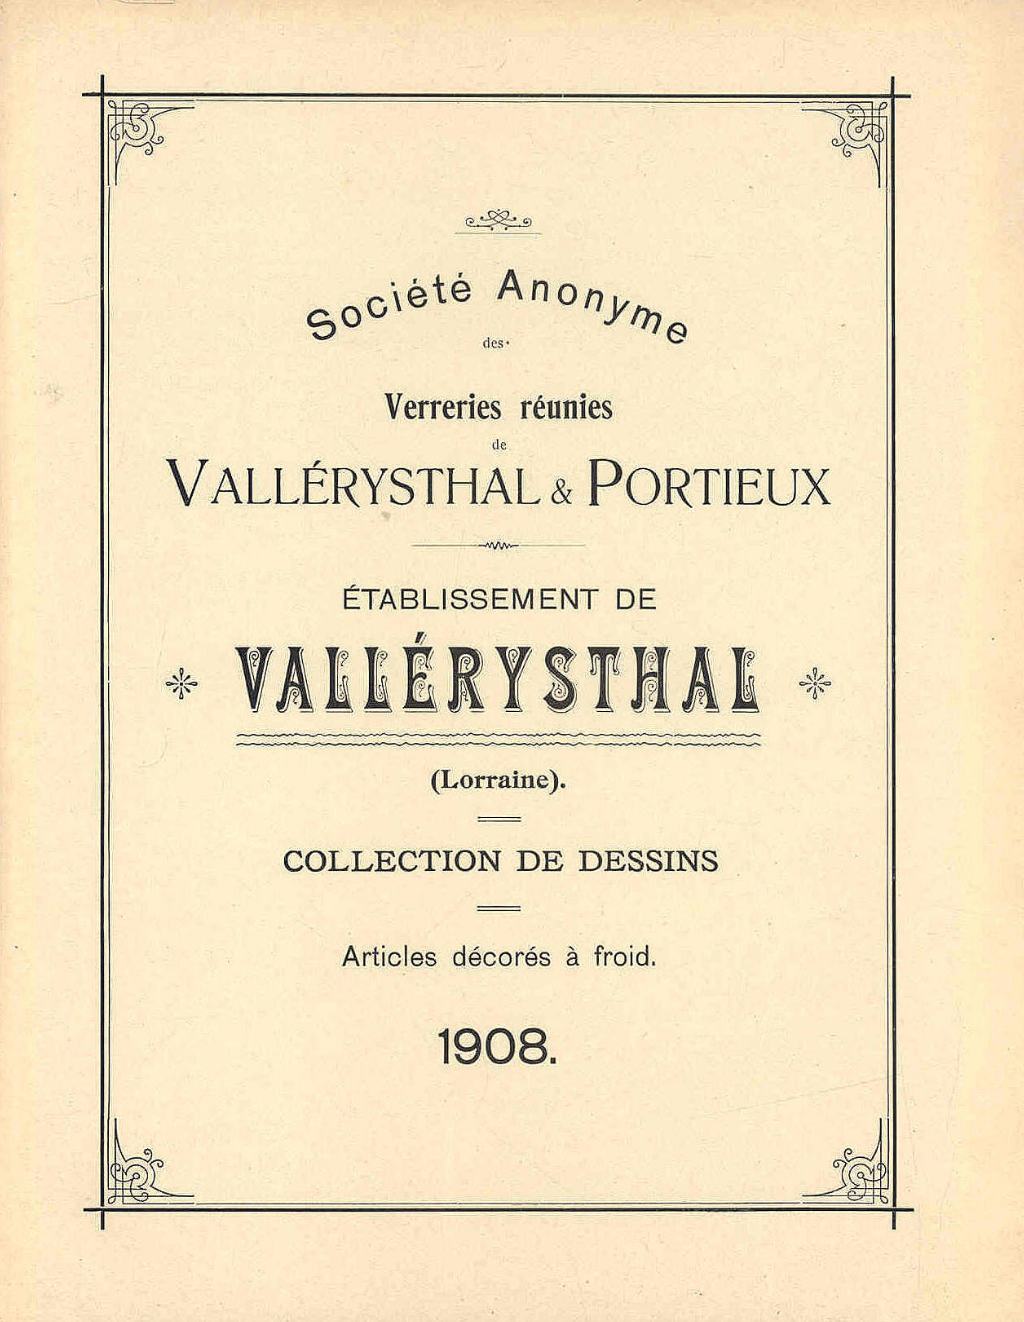 Société Anonyme
des
Verreries réunies
de
VALLÉRYSTHAL & PORTIEUX
ÉTABLISSEMENT DE
VALLÉRYSTHAL
(Lorraine).
COLLECTION DE DESSINS
Articles décorés à froid.
1908.